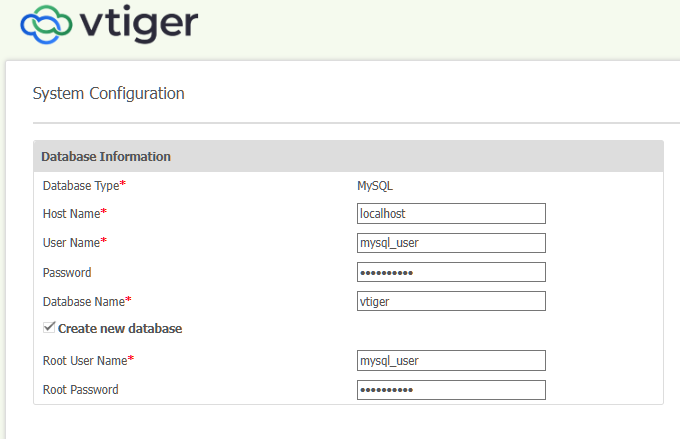 vtiger
System Configuration
Database Information
Database Type* MySQL
Host Name* localhost
User Name* mysql_user
Password ••••••••••
Database Name* vtiger
Create new database
Root User Name* mysql_user
Root Password ••••••••••